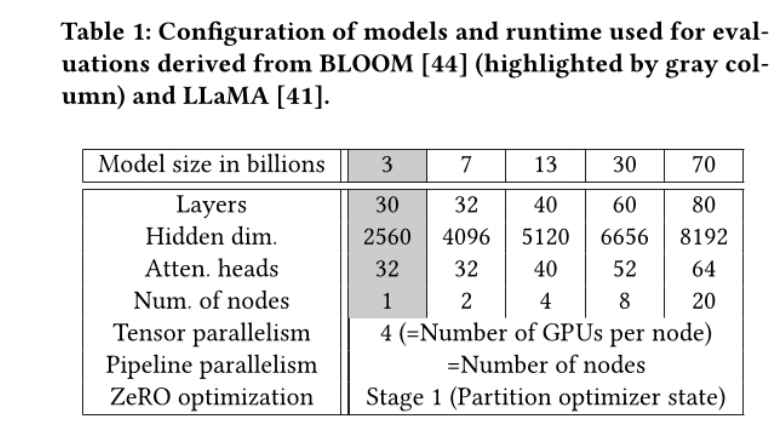 Table 1: Configuration of models and runtime used for eval-
uations derived from BLOOM [44] (highlighted by gray col-
umn) and LLaMA [41].
Model size in billions 3 7 13 30 70
Layers 30 32 40 60 80
Hidden dim. 2560 4096 5120 6656 8192
Atten. heads 32 32 40 52 64
Num. of nodes 1 2 4 8 20
Tensor parallelism 4 (=Number of GPUs per node)
Pipeline parallelism =Number of nodes
ZeRO optimization Stage 1 (Partition optimizer state)